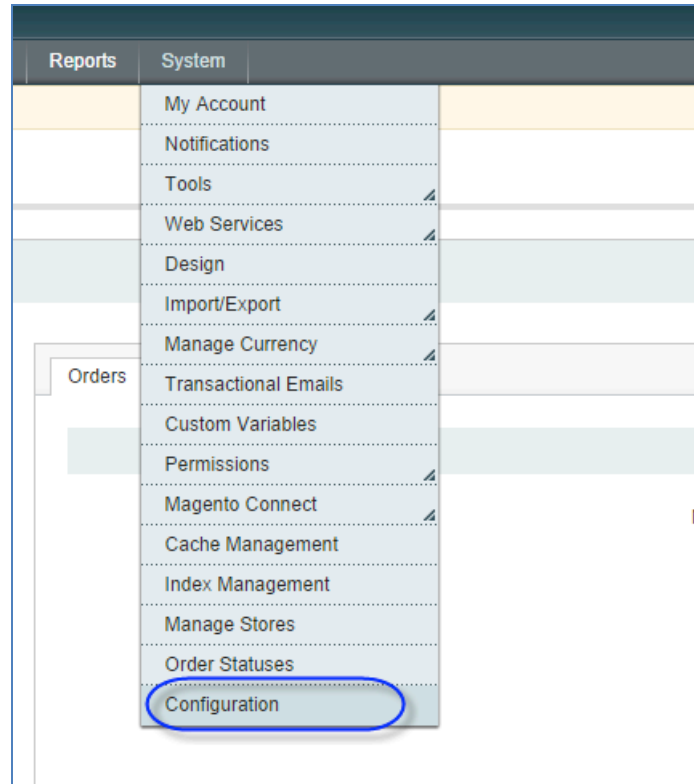 Reports System
My Account
Notifications
Tools
Web Services
Design
Import/Export
Manage Currency
Orders
Transactional Emails
Custom Variables
Permissions
Magento Connect
Cache Management
Index Management
Manage Stores
Order Statuses
Configuration